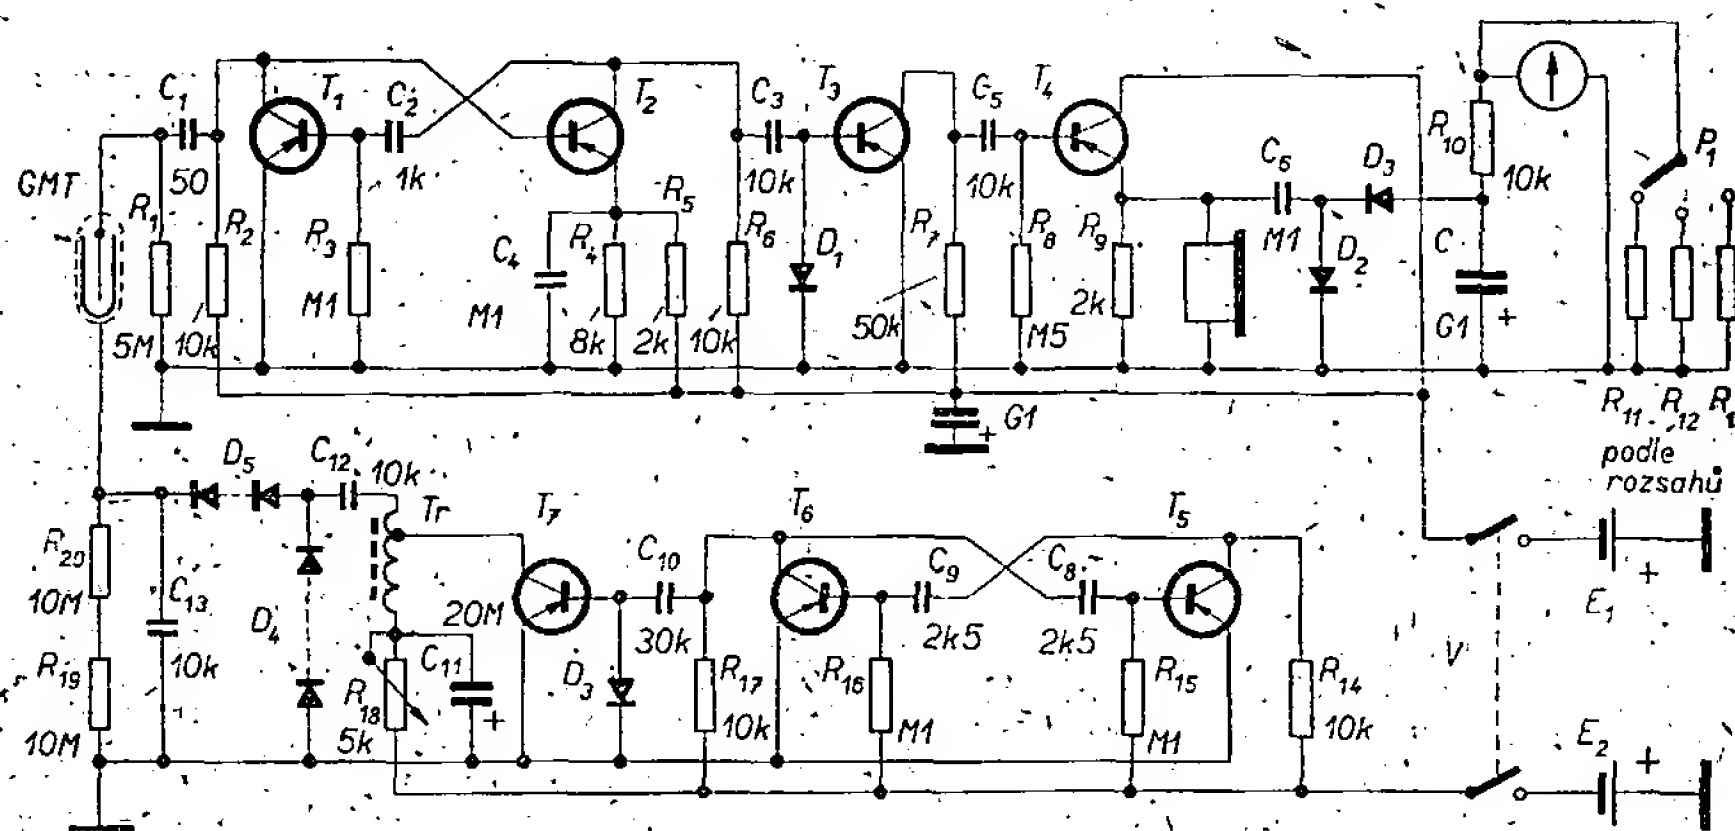 GMT
C1
50
R1
5M
R2
10k
T1
C2
1k
R3
M1
T2
C4
M1
R4
8k
R5
2k
C3
10k
R6
10k
D1
T3
R7
50k
G5
10k
T4
R8
M5
R9
2k
C6
M1
D3
D2
R10
10k
C
G1
+
P1
R11
R12
podle
rozsahů
G1
+
R20
10M
R19
10M
C13
10k
D5
D4
C12
10k
Tr
R18
5k
C11
20M
+
T7
D3
C10
30k
R17
10k
T6
R16
M1
C9
2k5
C8
2k5
T5
R15
M1
R14
10k
V
E1
+
E2
+